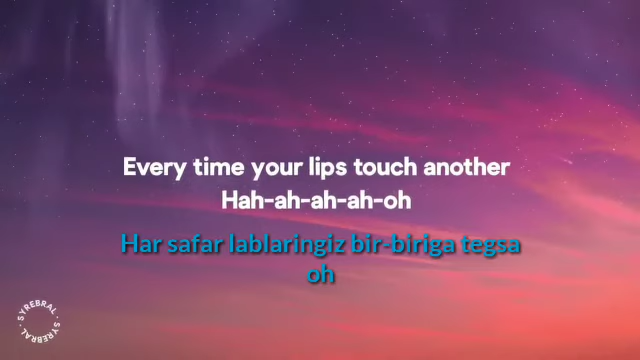 Every time your lips touch another
Hah-ah-ah-ah-oh
Har safar lablaringiz bir-biriga tegsa
oh
SYREBRAL · SYREBRAL ·